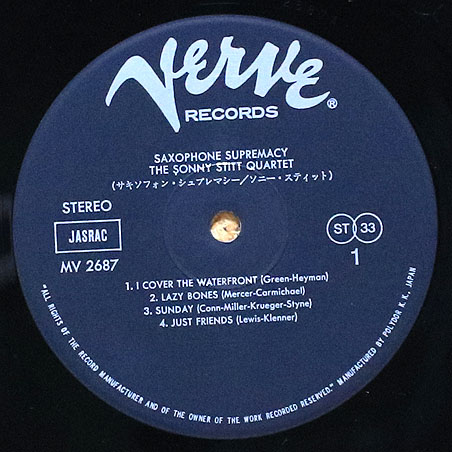 Verve
RECORDS ®
SAXOPHONE SUPREMACY
THE SONNY STITT QUARTET
(サキソフォン・シュプレマシー/ソニー・スティット)
STEREO
JASRAC
MV 2687
ST 33
1
1. I COVER THE WATERFRONT (Green-Heyman)
2. LAZY BONES (Mercer-Carmichael)
3. SUNDAY (Conn-Miller-Krueger-Styne)
4. JUST FRIENDS (Lewis-Klenner)
"ALL RIGHTS OF THE RECORD MANUFACTURER AND OF THE OWNER OF THE WORK RECORDED RESERVED." MANUFACTURED BY POLYDOR K.K. JAPAN